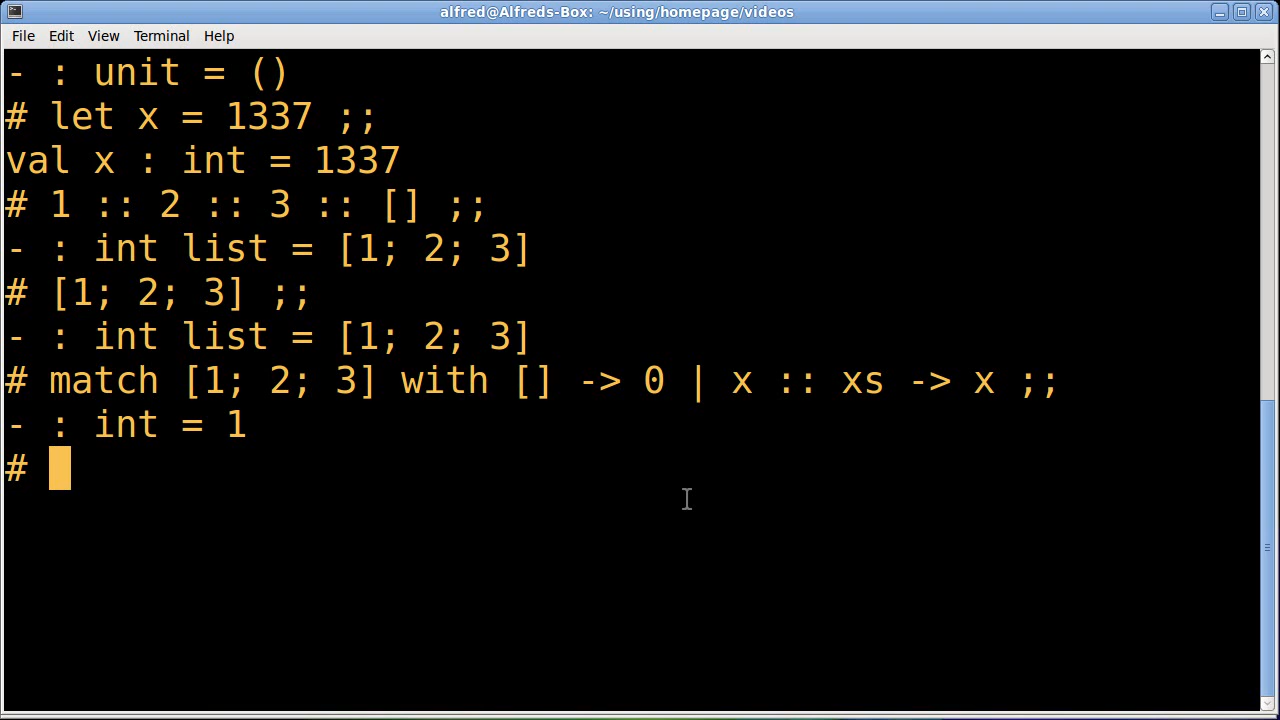 alfred@Alfreds-Box: ~/using/homepage/videos
File Edit View Terminal Help
- : unit = ()
# let x = 1337 ;;
val x : int = 1337
# 1 :: 2 :: 3 :: [] ;;
- : int list = [1; 2; 3]
# [1; 2; 3] ;;
- : int list = [1; 2; 3]
# match [1; 2; 3] with [] -> 0 | x :: xs -> x ;;
- : int = 1
#